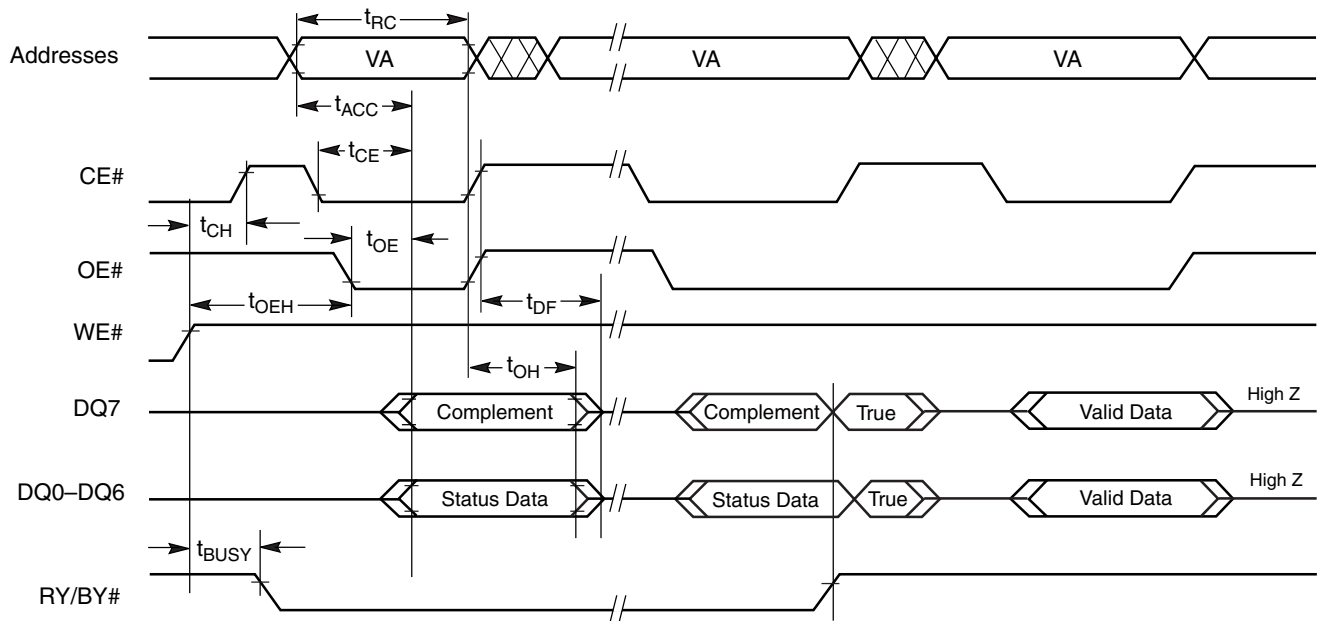 tRC
Addresses VA VA VA
tACC
tCE
CE#
tCH
tOE
OE#
tOEH tDF
WE#
tOH
DQ7 Complement Complement True Valid Data High Z
DQ0–DQ6 Status Data Status Data True Valid Data High Z
tBUSY
RY/BY#